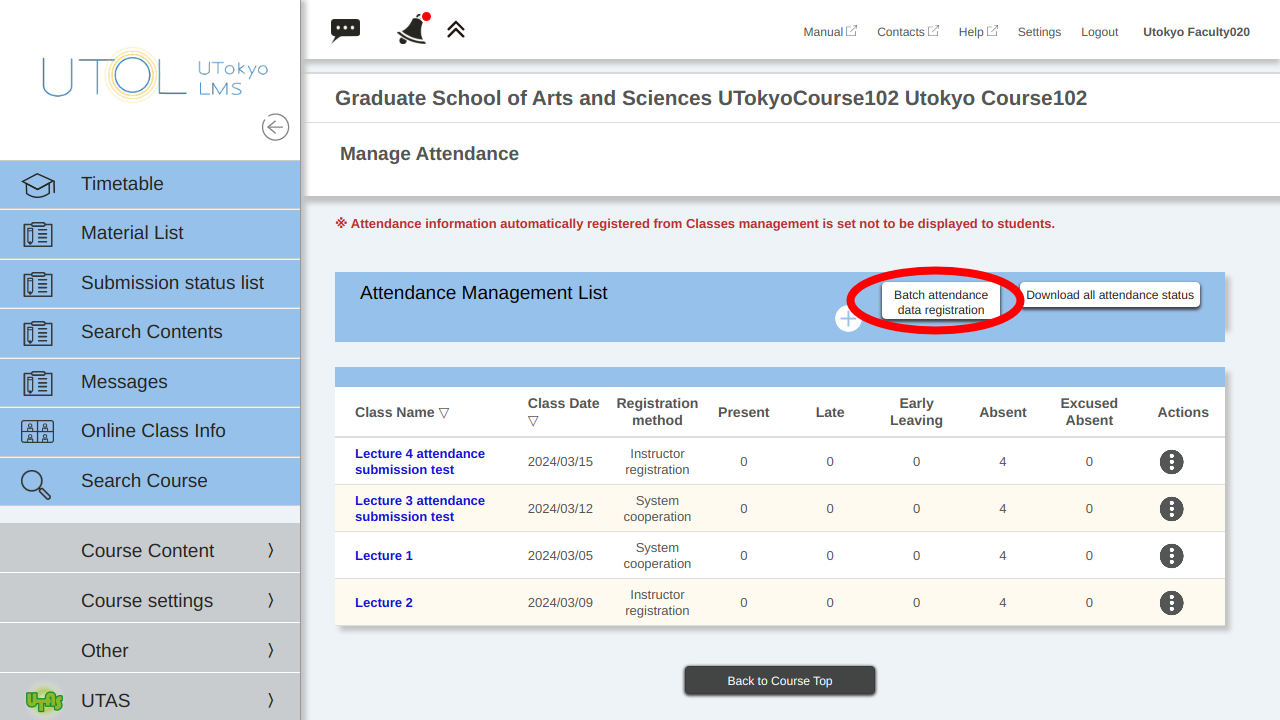 UTOL UTokyo
LMS
Manual Contacts Help Settings Logout Utokyo Faculty020
Graduate School of Arts and Sciences UTokyoCourse102 Utokyo Course102
Manage Attendance
※ Attendance information automatically registered from Classes management is set not to be displayed to students.
Timetable
Material List
Submission status list
Search Contents
Messages
Online Class Info
Search Course
Course Content
Course settings
Other
UTAS UTAS
Attendance Management List
Batch attendance
data registration
Download all attendance status
Class Name ▽ Class Date ▽ Registration method Present Late Early Leaving Absent Excused Absent Actions
Lecture 4 attendance submission test 2024/03/15 Instructor registration 0 0 0 4 0
Lecture 3 attendance submission test 2024/03/12 System cooperation 0 0 0 4 0
Lecture 1 2024/03/05 System cooperation 0 0 0 4 0
Lecture 2 2024/03/09 Instructor registration 0 0 0 4 0
Back to Course Top